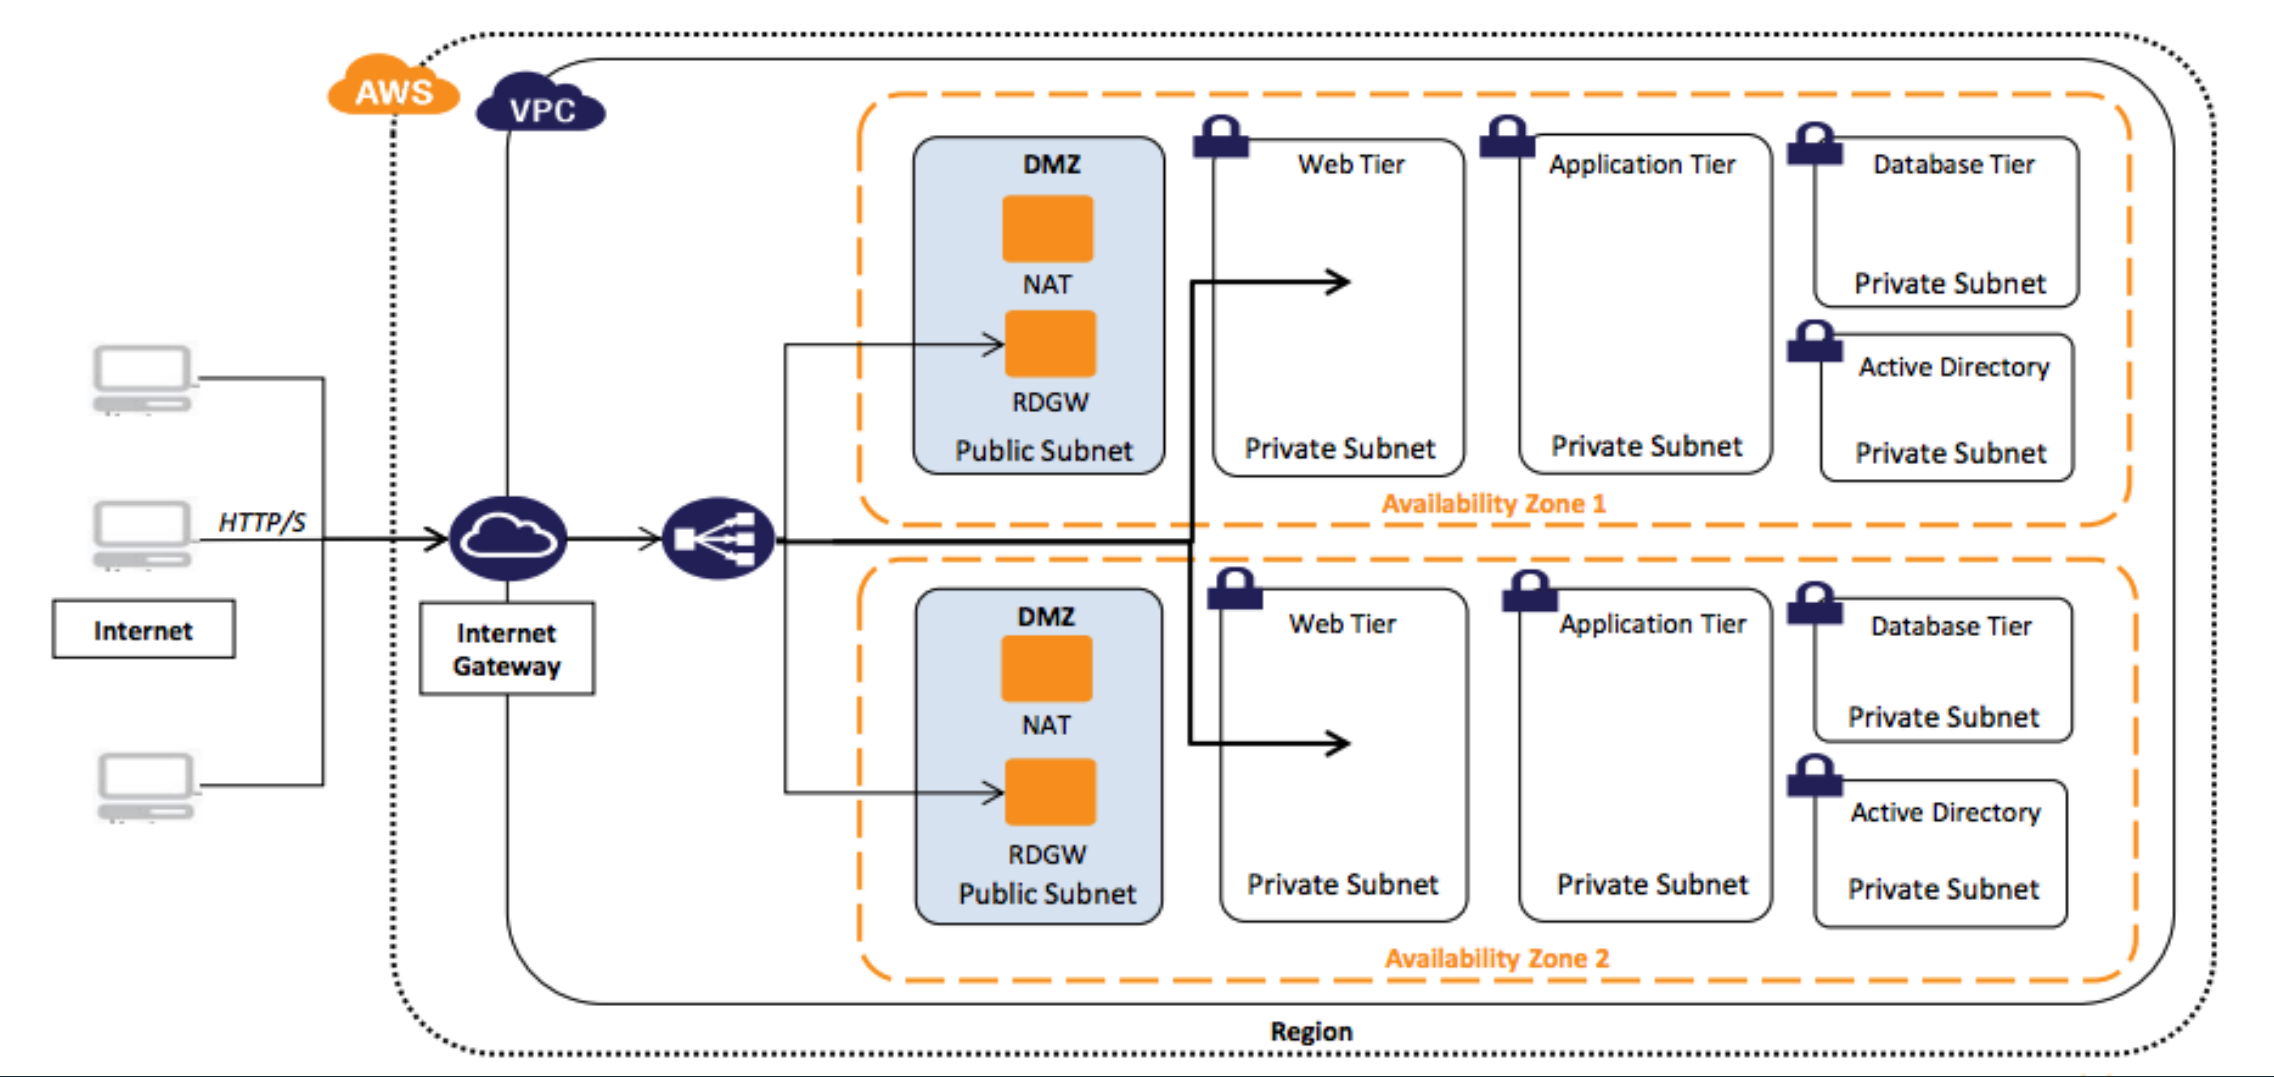 AWS
VPC
DMZ
NAT
RDGW
Public Subnet
Web Tier
Private Subnet
Application Tier
Private Subnet
Database Tier
Private Subnet
Active Directory
Private Subnet
Availability Zone 1
HTTP/S
Internet
Internet
Gateway
DMZ
NAT
RDGW
Public Subnet
Web Tier
Private Subnet
Application Tier
Private Subnet
Database Tier
Private Subnet
Active Directory
Private Subnet
Availability Zone 2
Region